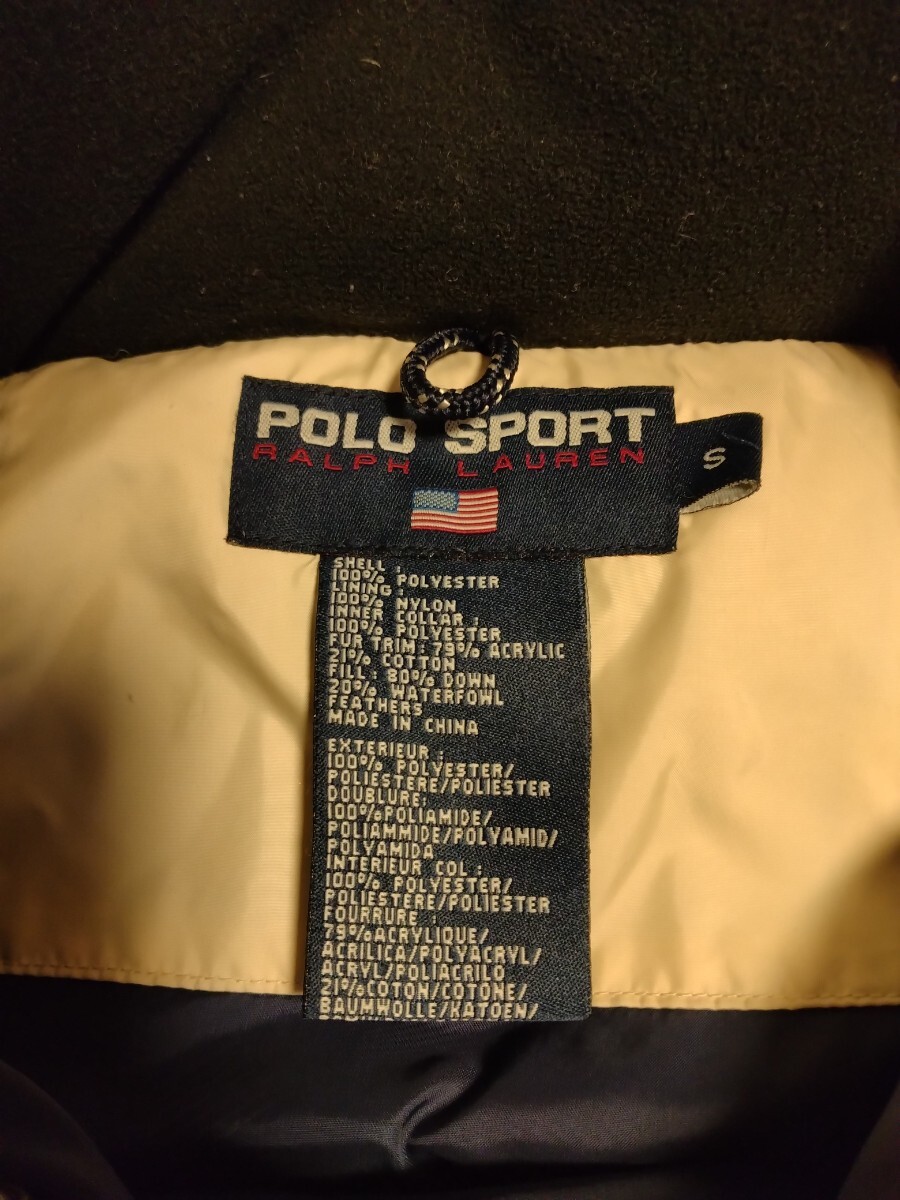 POLO SPORT
RALPH LAUREN
S
SHELL :
100% POLYESTER
LINING :
100% NYLON
INNER COLLAR :
100% POLYESTER
FUR TRIM: 79% ACRYLIC
21% COTTON
FILL: 80% DOWN
20% WATERFOWL
FEATHERS
MADE IN CHINA
EXTERIEUR :
100% POLYESTER/
POLIESTERE/POLIESTER
DOUBLURE:
100%POLIAMIDE/
POLIAMMIDE/POLYAMID/
POLYAMIDA
INTERIEUR COL :
100% POLYESTER/
POLIESTERE/POLIESTER
FOURRURE :
79%ACRYLIQUE/
ACRILICA/POLYACRYL/
ACRYL/POLIACRILO
21%COTON/COTONE/
BAUMWOLLE/KATOEN/